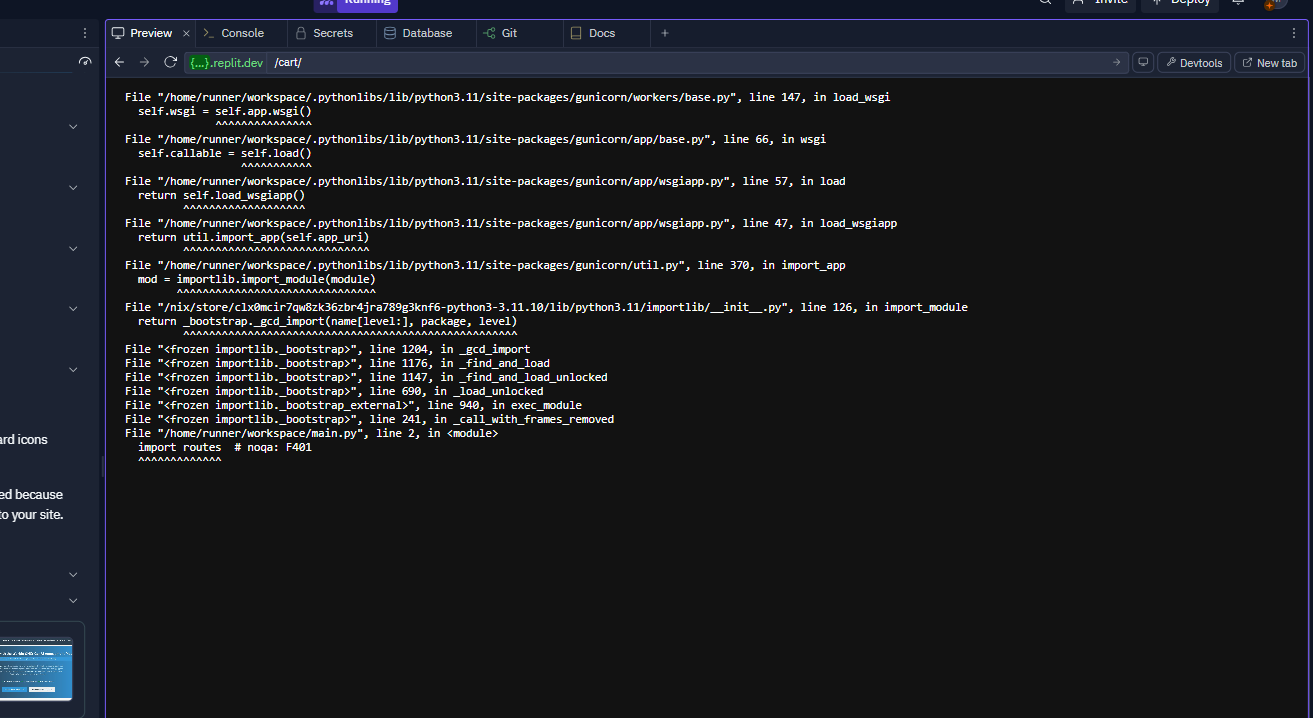 Running
Invite
Deploy
Preview × Console Secrets Database Git Docs +
{...}.replit.dev /cart/ Devtools New tab
File "/home/runner/workspace/.pythonlibs/lib/python3.11/site-packages/gunicorn/workers/base.py", line 147, in load_wsgi
self.wsgi = self.app.wsgi()
^^^^^^^^^^^^^^^
File "/home/runner/workspace/.pythonlibs/lib/python3.11/site-packages/gunicorn/app/base.py", line 66, in wsgi
self.callable = self.load()
^^^^^^^^^^^
File "/home/runner/workspace/.pythonlibs/lib/python3.11/site-packages/gunicorn/app/wsgiapp.py", line 57, in load
return self.load_wsgiapp()
^^^^^^^^^^^^^^^^^^^
File "/home/runner/workspace/.pythonlibs/lib/python3.11/site-packages/gunicorn/app/wsgiapp.py", line 47, in load_wsgiapp
return util.import_app(self.app_uri)
^^^^^^^^^^^^^^^^^^^^^^^^^^^^^
File "/home/runner/workspace/.pythonlibs/lib/python3.11/site-packages/gunicorn/util.py", line 370, in import_app
mod = importlib.import_module(module)
^^^^^^^^^^^^^^^^^^^^^^^^^^^^^^^
File "/nix/store/clx0mcir7qw8zk36zbr4jra789g3knf6-python3-3.11.10/lib/python3.11/importlib/__init__.py", line 126, in import_module
return _bootstrap._gcd_import(name[level:], package, level)
^^^^^^^^^^^^^^^^^^^^^^^^^^^^^^^^^^^^^^^^^^^^^^^^^^^^
File "<frozen importlib._bootstrap>", line 1204, in _gcd_import
File "<frozen importlib._bootstrap>", line 1176, in _find_and_load
File "<frozen importlib._bootstrap>", line 1147, in _find_and_load_unlocked
File "<frozen importlib._bootstrap>", line 690, in _load_unlocked
File "<frozen importlib._bootstrap_external>", line 940, in exec_module
File "<frozen importlib._bootstrap>", line 241, in _call_with_frames_removed
File "/home/runner/workspace/main.py", line 2, in <module>
import routes # noqa: F401
^^^^^^^^^^^^^
ard icons
ed because
to your site.